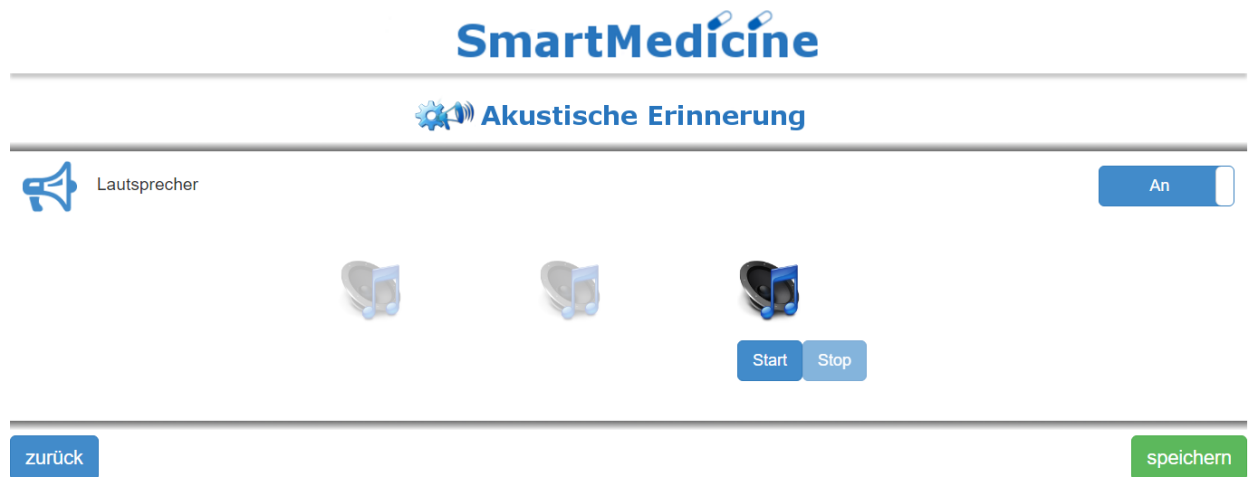 SmartMedicine
Akustische Erinnerung
Lautsprecher
An
Start Stop
zurück
speichern